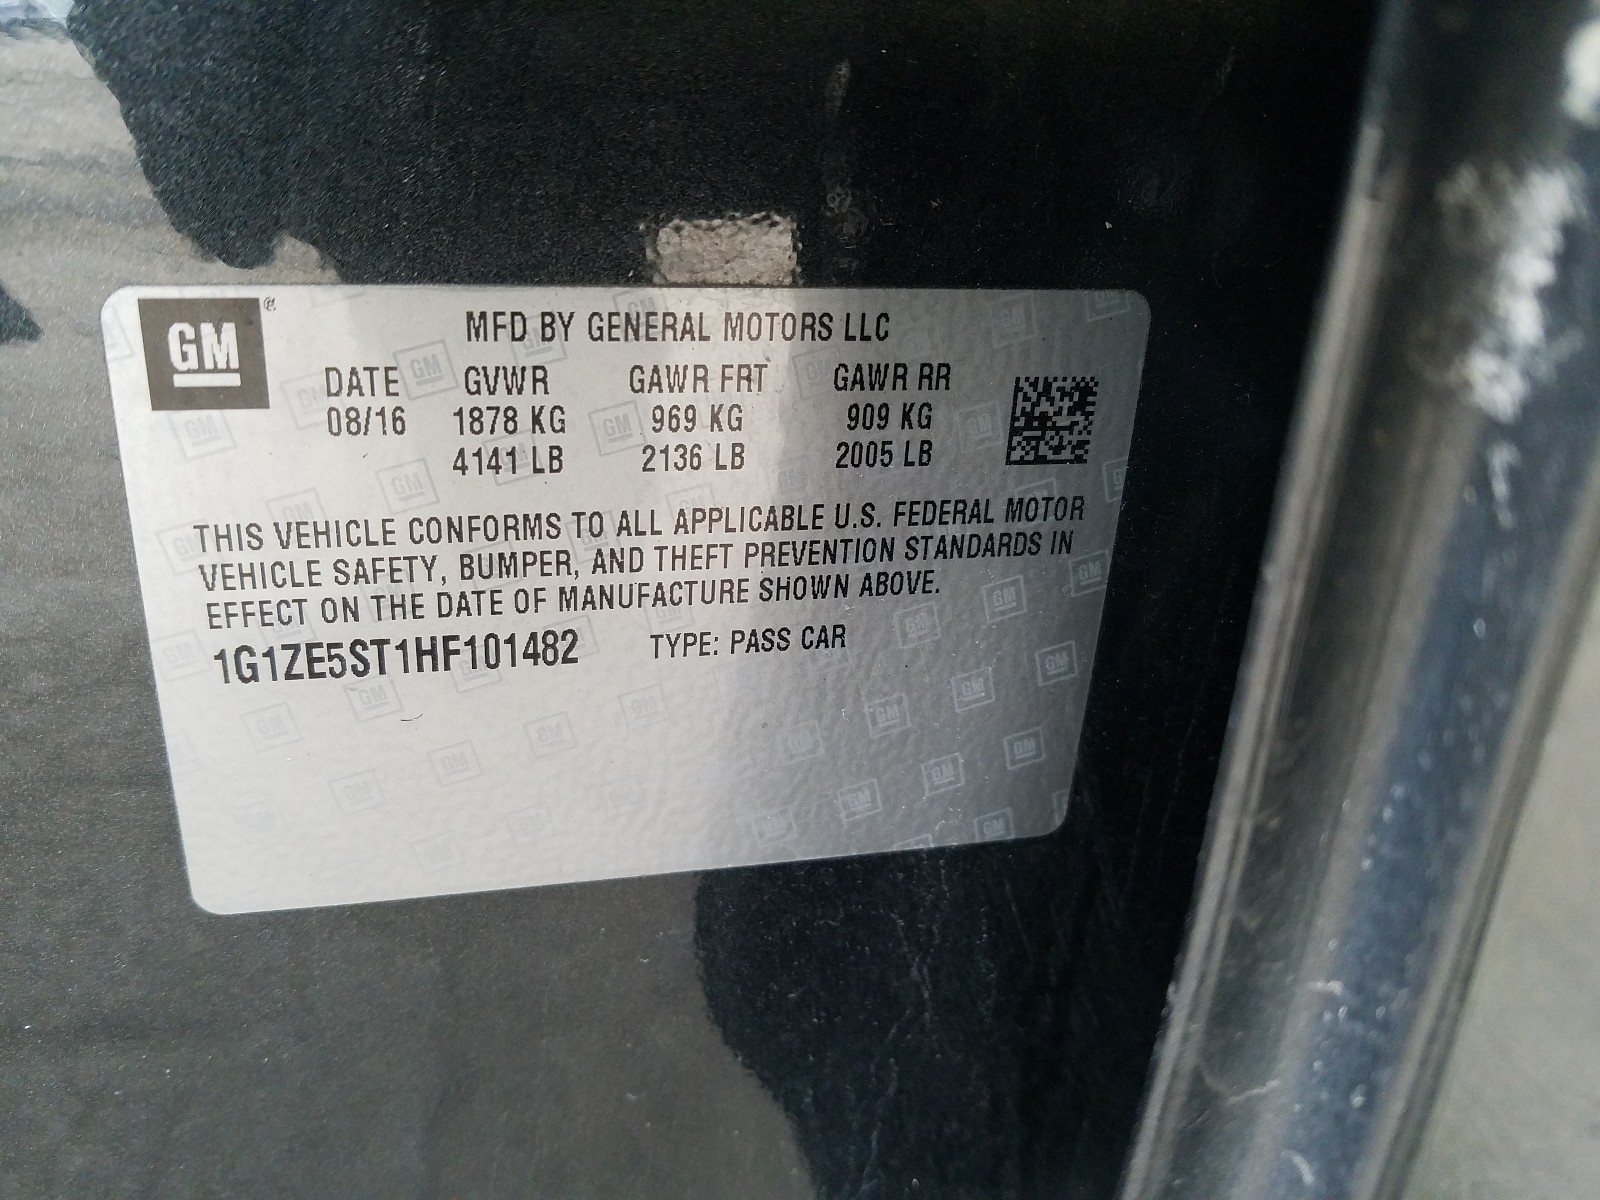 GM ®
MFD BY GENERAL MOTORS LLC
DATE GVWR GAWR FRT GAWR RR
08/16 1878 KG 969 KG 909 KG
4141 LB 2136 LB 2005 LB
THIS VEHICLE CONFORMS TO ALL APPLICABLE U.S. FEDERAL MOTOR
VEHICLE SAFETY, BUMPER, AND THEFT PREVENTION STANDARDS IN
EFFECT ON THE DATE OF MANUFACTURE SHOWN ABOVE.
1G1ZE5ST1HF101482 TYPE: PASS CAR